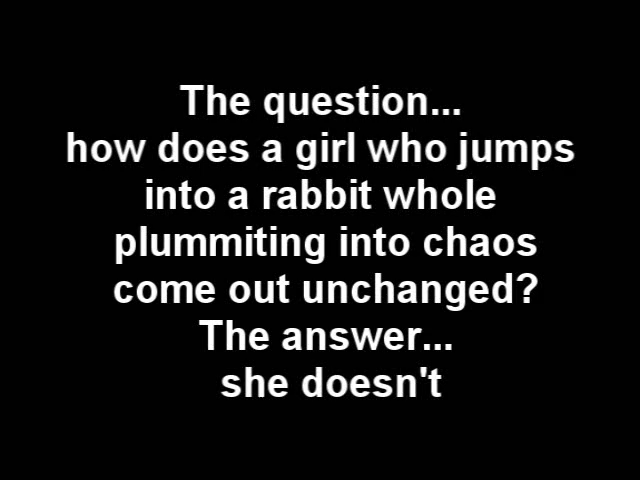 The question...
how does a girl who jumps
into a rabbit whole
plummiting into chaos
come out unchanged?
The answer...
she doesn't